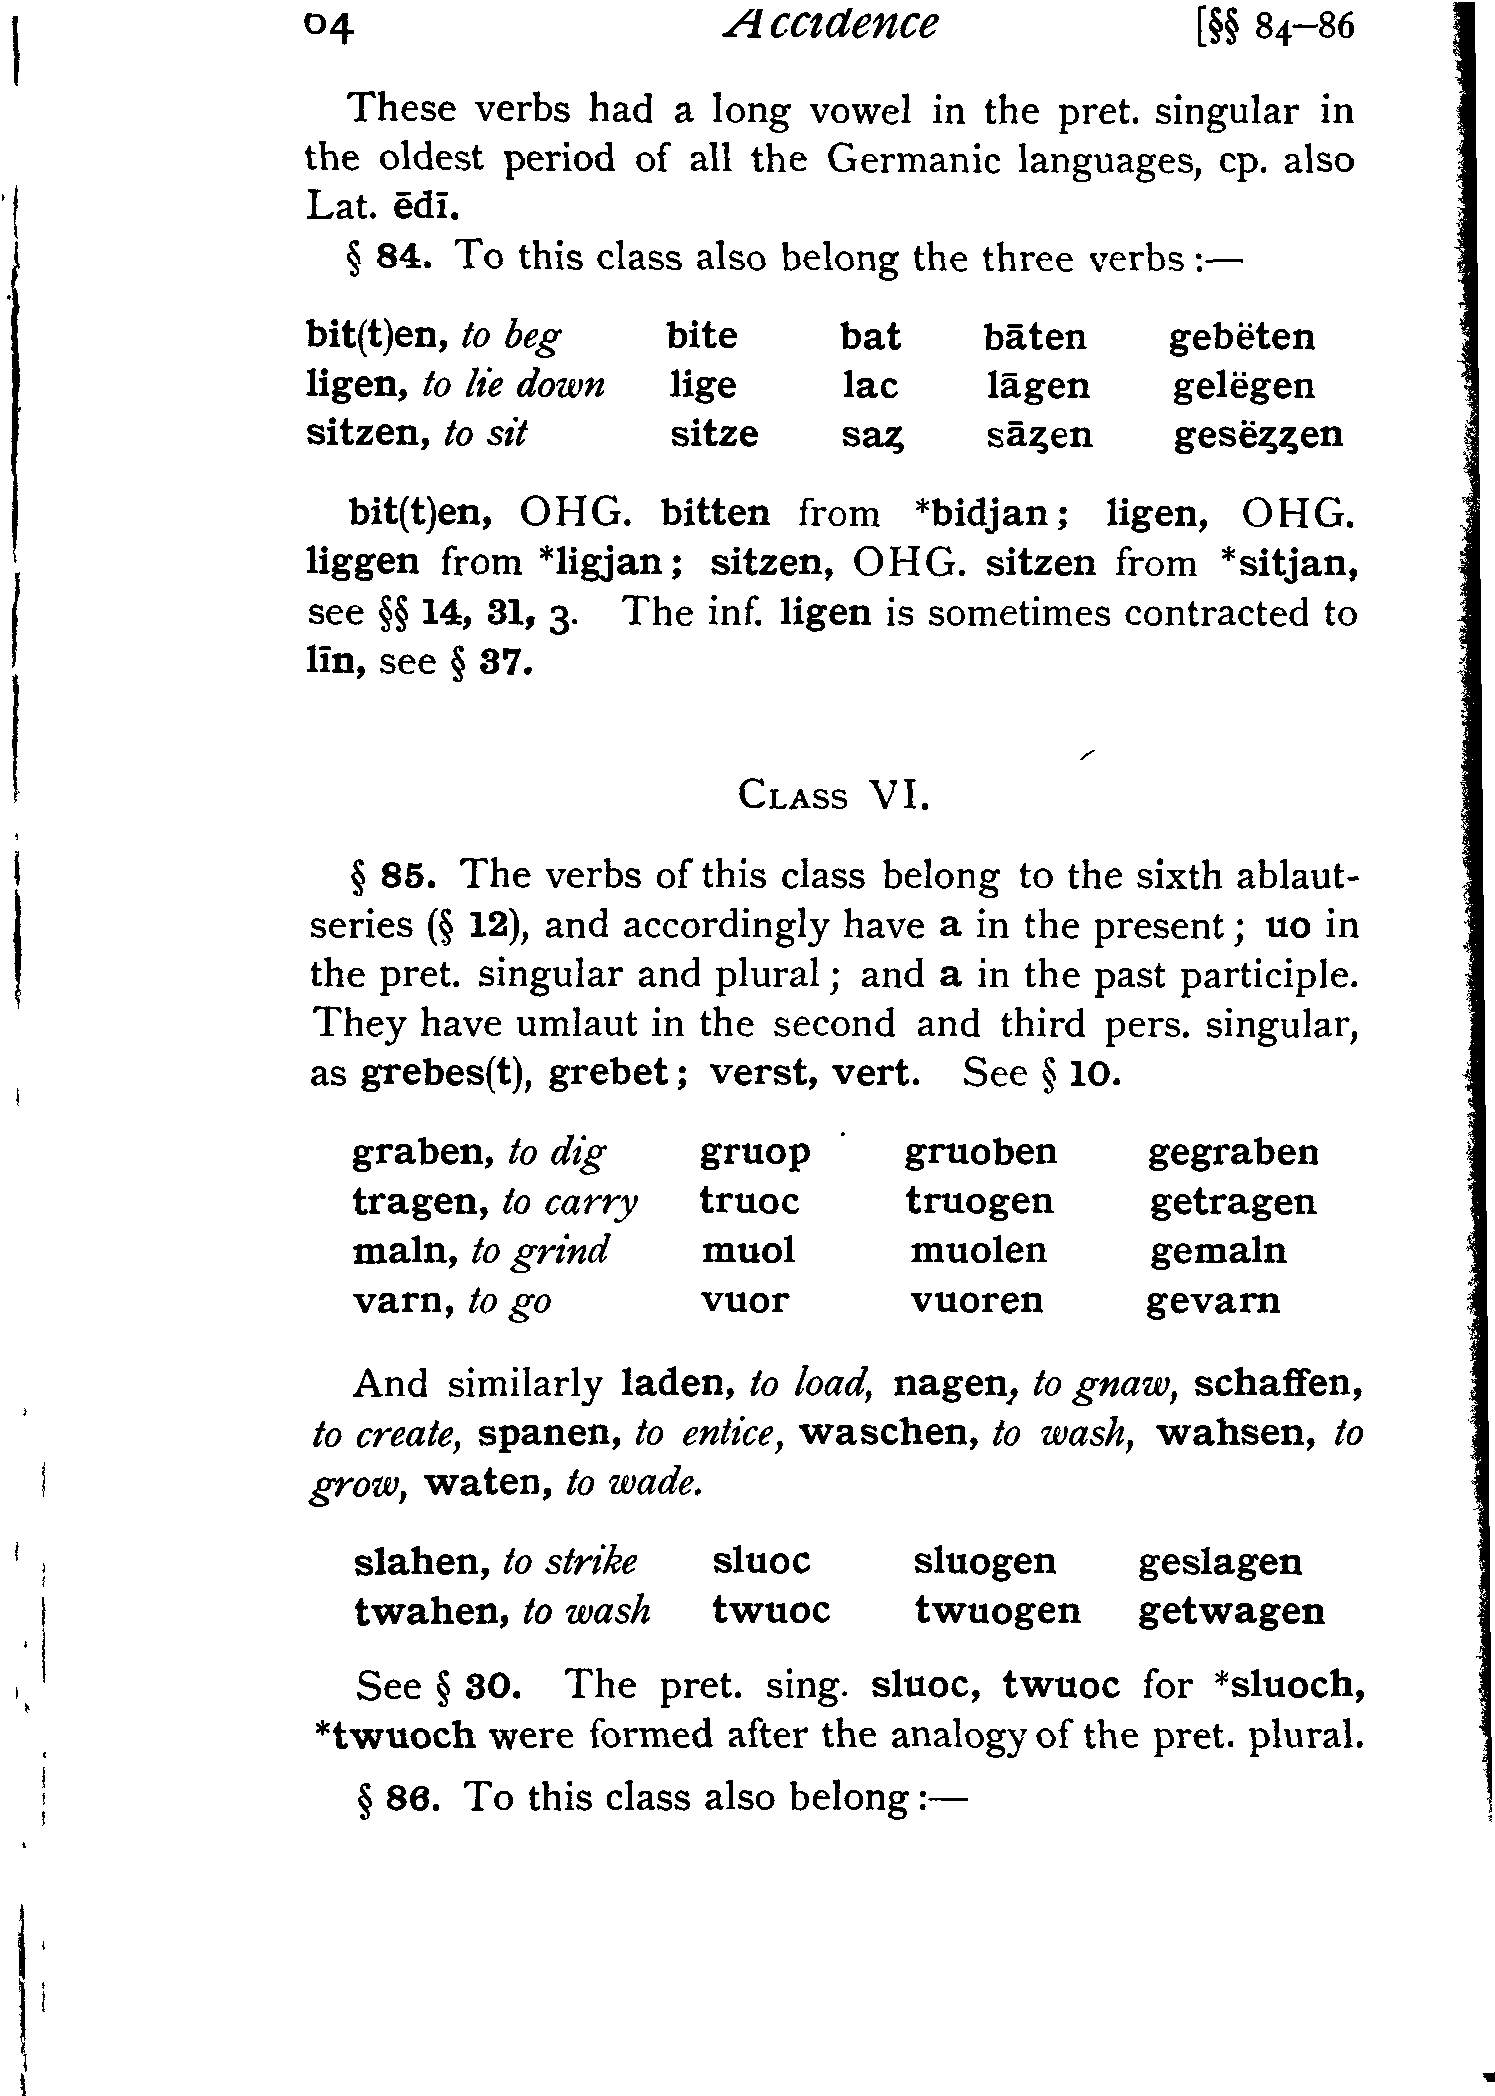 64 Accidence [§§ 84–86
These verbs had a long vowel in the pret. singular in
the oldest period of all the Germanic languages, cp. also
Lat. ēdī.
§ 84. To this class also belong the three verbs :—
bit(t)en, to beg bite bat bāten gebëten
ligen, to lie down lige lac lāgen gelëgen
sitzen, to sit sitze saʒ sāʒen gesëʒʒen
bit(t)en, OHG. bitten from *bidjan; ligen, OHG.
liggen from *ligjan; sitzen, OHG. sitzen from *sitjan,
see §§ 14, 31, 3. The inf. ligen is sometimes contracted to
līn, see § 37.
CLASS VI.
§ 85. The verbs of this class belong to the sixth ablaut-
series (§ 12), and accordingly have a in the present; uo in
the pret. singular and plural; and a in the past participle.
They have umlaut in the second and third pers. singular,
as grebes(t), grebet; verst, vert. See § 10.
graben, to dig gruop gruoben gegraben
tragen, to carry truoc truogen getragen
maln, to grind muol muolen gemaln
varn, to go vuor vuoren gevarn
And similarly laden, to load, nagen, to gnaw, schaffen,
to create, spanen, to entice, waschen, to wash, wahsen, to
grow, waten, to wade.
slahen, to strike sluoc sluogen geslagen
twahen, to wash twuoc twuogen getwagen
See § 30. The pret. sing. sluoc, twuoc for *sluoch,
*twuoch were formed after the analogy of the pret. plural.
§ 86. To this class also belong :—